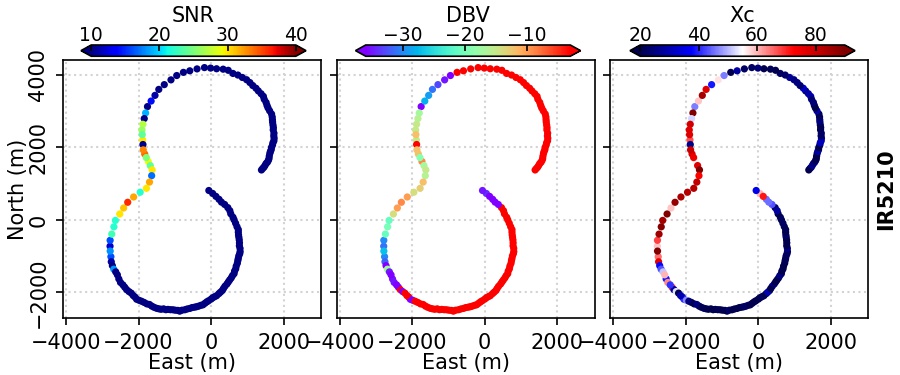 SNR DBV Xc
10 20 30 40 −30 −20 −10 20 40 60 80
4000
2000
0
−2000
North (m)
IR5210
−4000 −2000 0 2000 −4000 −2000 0 2000 −4000 −2000 0 2000
East (m) East (m) East (m)